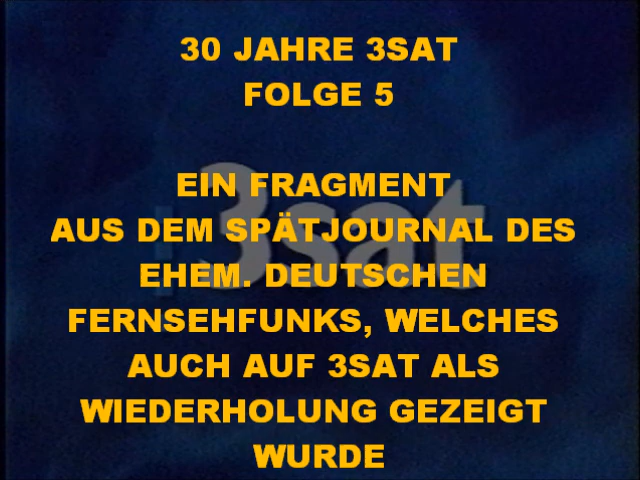 30 JAHRE 3SAT
FOLGE 5
EIN FRAGMENT
AUS DEM SPÄTJOURNAL DES
EHEM. DEUTSCHEN
FERNSEHFUNKS, WELCHES
AUCH AUF 3SAT ALS
WIEDERHOLUNG GEZEIGT
WURDE
3sat